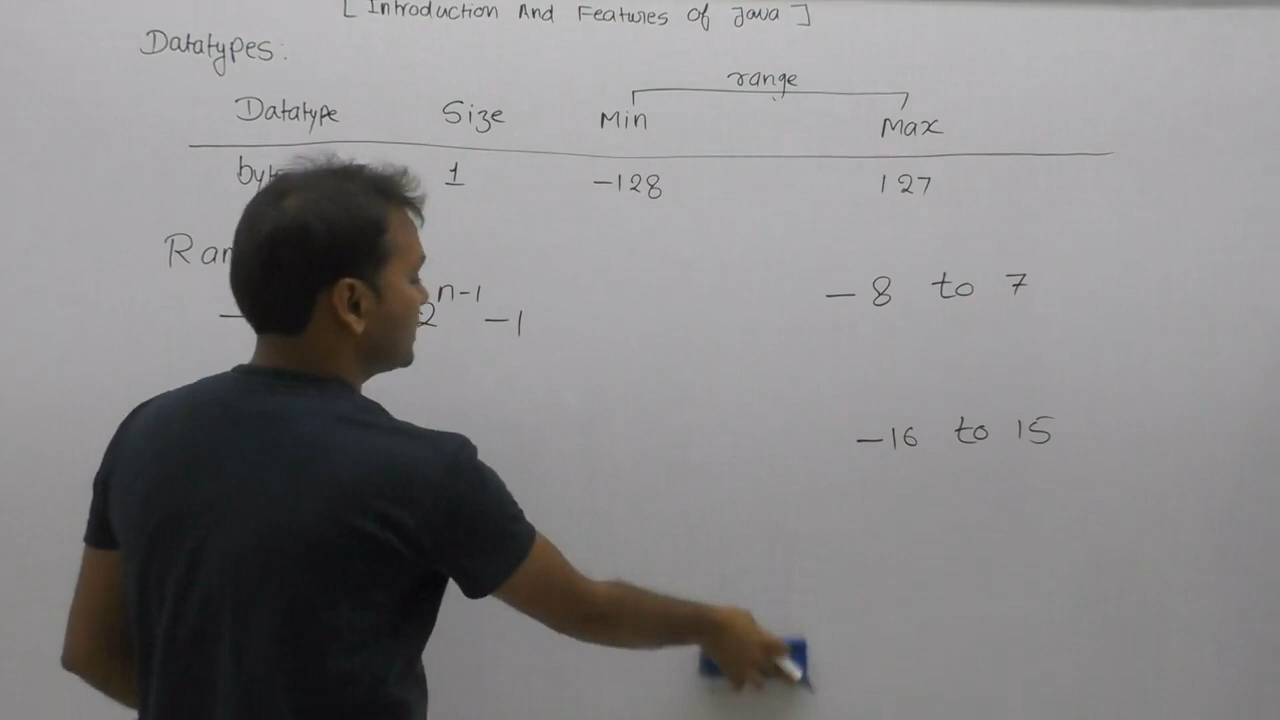 [ Introduction And Features of Java ]
Datatypes:
range
Datatype Size Min Max
1 -128 127
-8 to 7
n-1
- 2 -1
-16 to 15